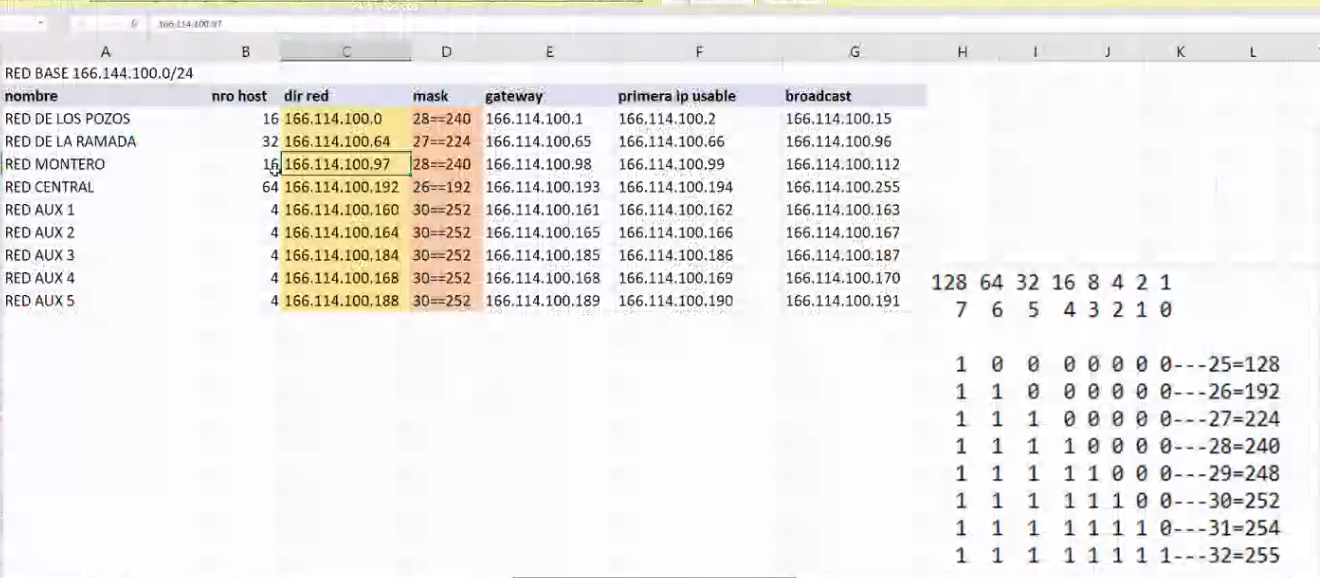 166.114.100.97
A B C D E F G H I J K L
RED BASE 166.144.100.0/24
nombre nro host dir red mask gateway primera ip usable broadcast
RED DE LOS POZOS 16 166.114.100.0 28==240 166.114.100.1 166.114.100.2 166.114.100.15
RED DE LA RAMADA 32 166.114.100.64 27==224 166.114.100.65 166.114.100.66 166.114.100.96
RED MONTERO 16 166.114.100.97 28==240 166.114.100.98 166.114.100.99 166.114.100.112
RED CENTRAL 64 166.114.100.192 26==192 166.114.100.193 166.114.100.194 166.114.100.255
RED AUX 1 4 166.114.100.160 30==252 166.114.100.161 166.114.100.162 166.114.100.163
RED AUX 2 4 166.114.100.164 30==252 166.114.100.165 166.114.100.166 166.114.100.167
RED AUX 3 4 166.114.100.184 30==252 166.114.100.185 166.114.100.186 166.114.100.187
RED AUX 4 4 166.114.100.168 30==252 166.114.100.168 166.114.100.169 166.114.100.170
RED AUX 5 4 166.114.100.188 30==252 166.114.100.189 166.114.100.190 166.114.100.191
128 64 32 16 8 4 2 1
7 6 5 4 3 2 1 0
1 0 0 0 0 0 0 0---25=128
1 1 0 0 0 0 0 0---26=192
1 1 1 0 0 0 0 0---27=224
1 1 1 1 0 0 0 0---28=240
1 1 1 1 1 0 0 0---29=248
1 1 1 1 1 1 0 0---30=252
1 1 1 1 1 1 1 0---31=254
1 1 1 1 1 1 1 1---32=255